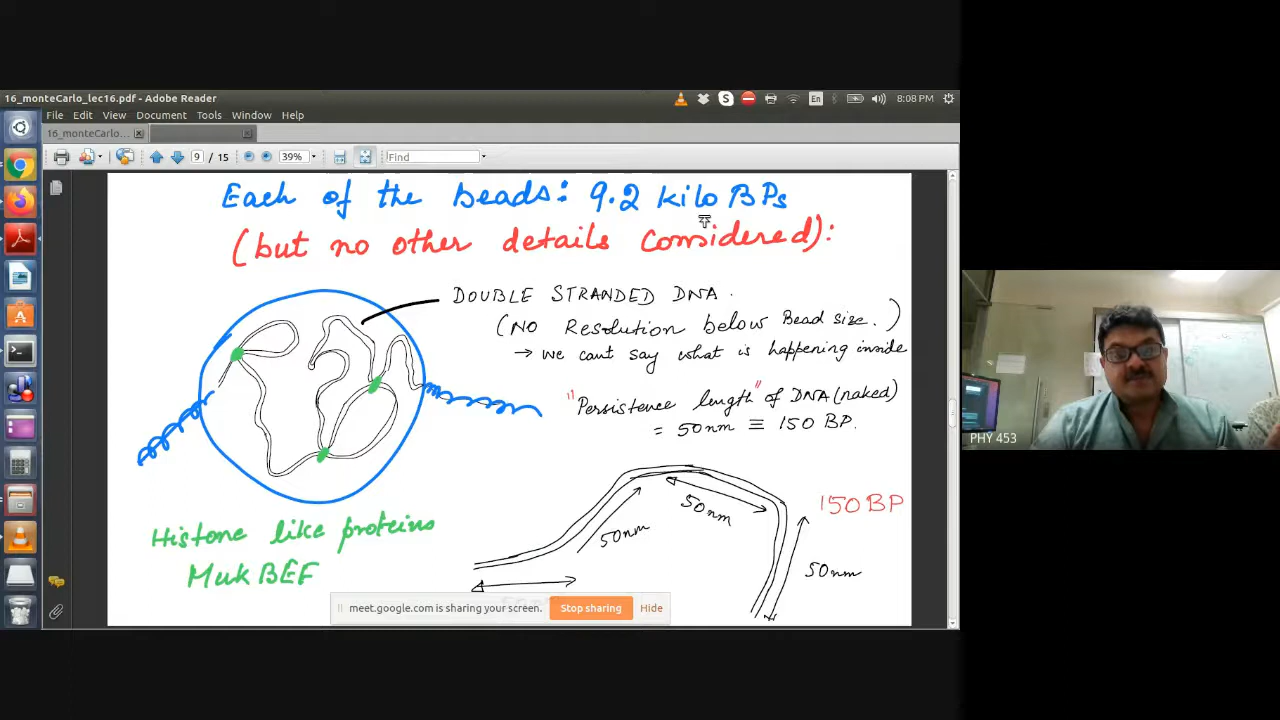 16_monteCarlo_lec16.pdf - Adobe Reader
En
8:08 PM
File Edit View Document Tools Window Help
16_monteCarlo...
9 / 15
39%
Find
Each of the beads: 9.2 kilo BPs
(but no other details considered):
DOUBLE STRANDED DNA.
(NO Resolution below Bead size.)
→ we cant say what is happening inside
"Persistence length" of DNA (naked)
= 50nm ≡ 150 BP.
150 BP
50nm
50nm
50nm
Histone like proteins
Muk BEF
meet.google.com is sharing your screen. Stop sharing Hide
PHY 453